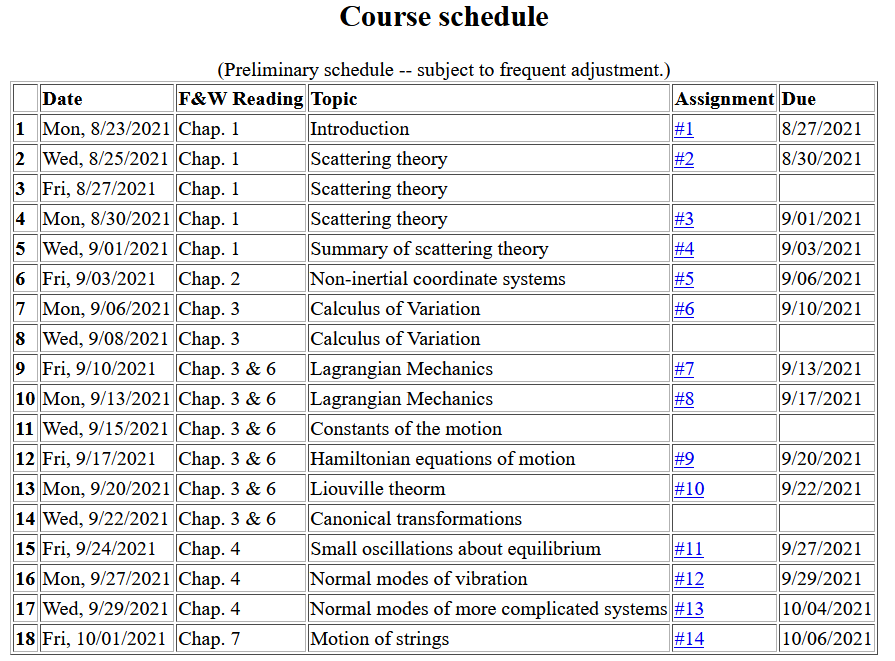 Course schedule
(Preliminary schedule -- subject to frequent adjustment.)
Date F&W Reading Topic Assignment Due
1 Mon, 8/23/2021 Chap. 1 Introduction #1 8/27/2021
2 Wed, 8/25/2021 Chap. 1 Scattering theory #2 8/30/2021
3 Fri, 8/27/2021 Chap. 1 Scattering theory
4 Mon, 8/30/2021 Chap. 1 Scattering theory #3 9/01/2021
5 Wed, 9/01/2021 Chap. 1 Summary of scattering theory #4 9/03/2021
6 Fri, 9/03/2021 Chap. 2 Non-inertial coordinate systems #5 9/06/2021
7 Mon, 9/06/2021 Chap. 3 Calculus of Variation #6 9/10/2021
8 Wed, 9/08/2021 Chap. 3 Calculus of Variation
9 Fri, 9/10/2021 Chap. 3 & 6 Lagrangian Mechanics #7 9/13/2021
10 Mon, 9/13/2021 Chap. 3 & 6 Lagrangian Mechanics #8 9/17/2021
11 Wed, 9/15/2021 Chap. 3 & 6 Constants of the motion
12 Fri, 9/17/2021 Chap. 3 & 6 Hamiltonian equations of motion #9 9/20/2021
13 Mon, 9/20/2021 Chap. 3 & 6 Liouville theorm #10 9/22/2021
14 Wed, 9/22/2021 Chap. 3 & 6 Canonical transformations
15 Fri, 9/24/2021 Chap. 4 Small oscillations about equilibrium #11 9/27/2021
16 Mon, 9/27/2021 Chap. 4 Normal modes of vibration #12 9/29/2021
17 Wed, 9/29/2021 Chap. 4 Normal modes of more complicated systems #13 10/04/2021
18 Fri, 10/01/2021 Chap. 7 Motion of strings #14 10/06/2021